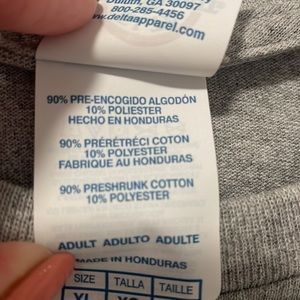 Duluth, GA 30097
800-285-4456
www.deltaapparel.com
90% PRE-ENCOGIDO ALGODÓN
10% POLIESTER
HECHO EN HONDURAS
90% PRÉRÉTRÉCI COTON
10% POLYESTER
FABRIQUE AU HONDURAS
90% PRESHRUNK COTTON
10% POLYESTER
ADULT ADULTO ADULTE
MADE IN HONDURAS
SIZE TALLA TAILLE
XL